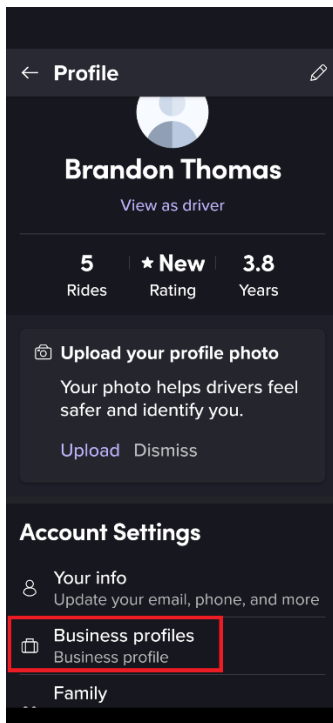 Profile
Brandon Thomas
View as driver
5 ★ New 3.8
Rides Rating Years
Upload your profile photo
Your photo helps drivers feel
safer and identify you.
Upload Dismiss
Account Settings
Your info
Update your email, phone, and more
Business profiles
Business profile
Family